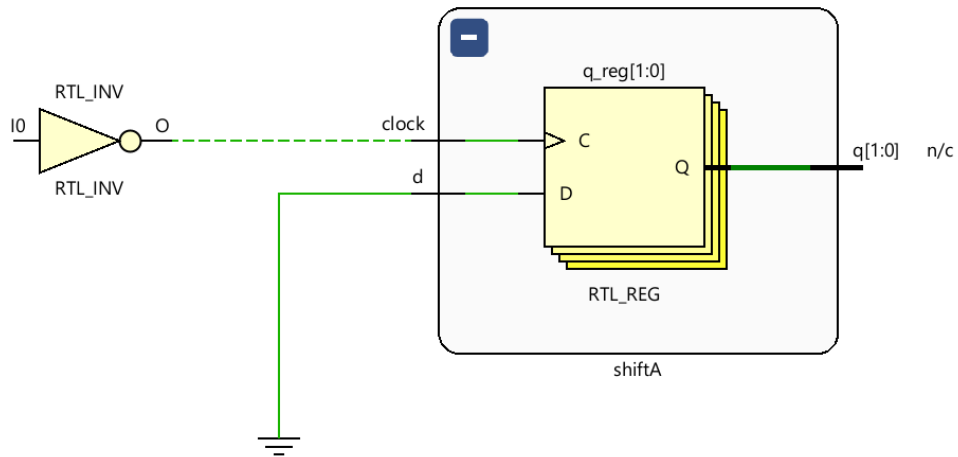 RTL_INV
I0
O
RTL_INV
clock
d
q_reg[1:0]
C
D
Q
RTL_REG
q[1:0]
n/c
shiftA